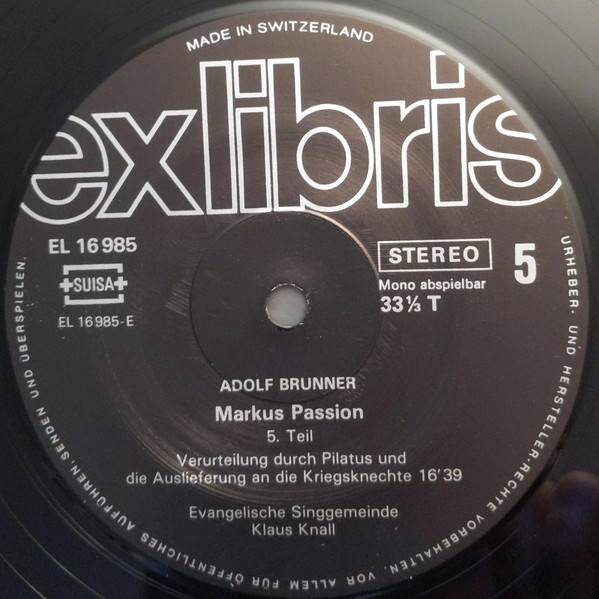 MADE IN SWITZERLAND
exlibris
EL 16 985
SUISA
EL 16985-E
STEREO
5
Mono abspielbar
33⅓ T
ADOLF BRUNNER
Markus Passion
5. Teil
Verurteilung durch Pilatus und
die Auslieferung an die Kriegsknechte 16'39
Evangelische Singgemeinde
Klaus Knall
URHEBER- UND HERSTELLER-RECHTE VORBEHALTEN, VOR ALLEM FÜR ÖFFENTLICHES AUFFÜHREN, SENDEN UND ÜBERSPIELEN.